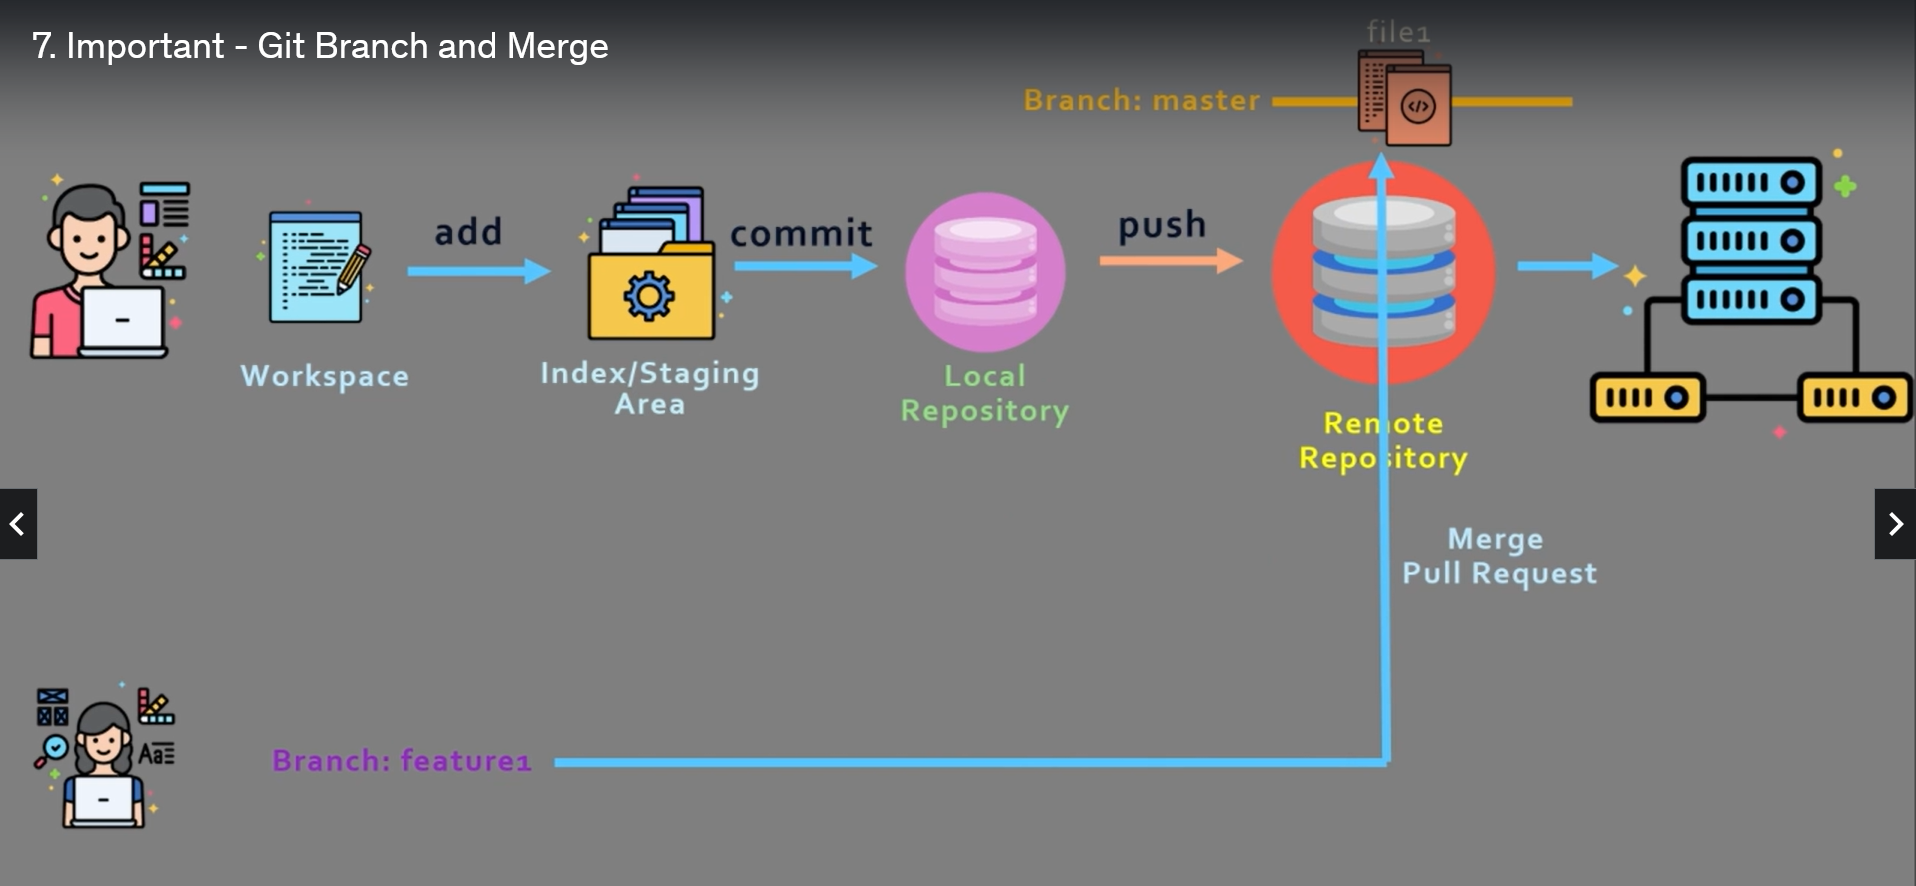 7. Important - Git Branch and Merge
file1
Branch: master
add
commit
push
Workspace
Index/Staging
Area
Local
Repository
Remote
Repository
Merge
Pull Request
Aa
Branch: feature1